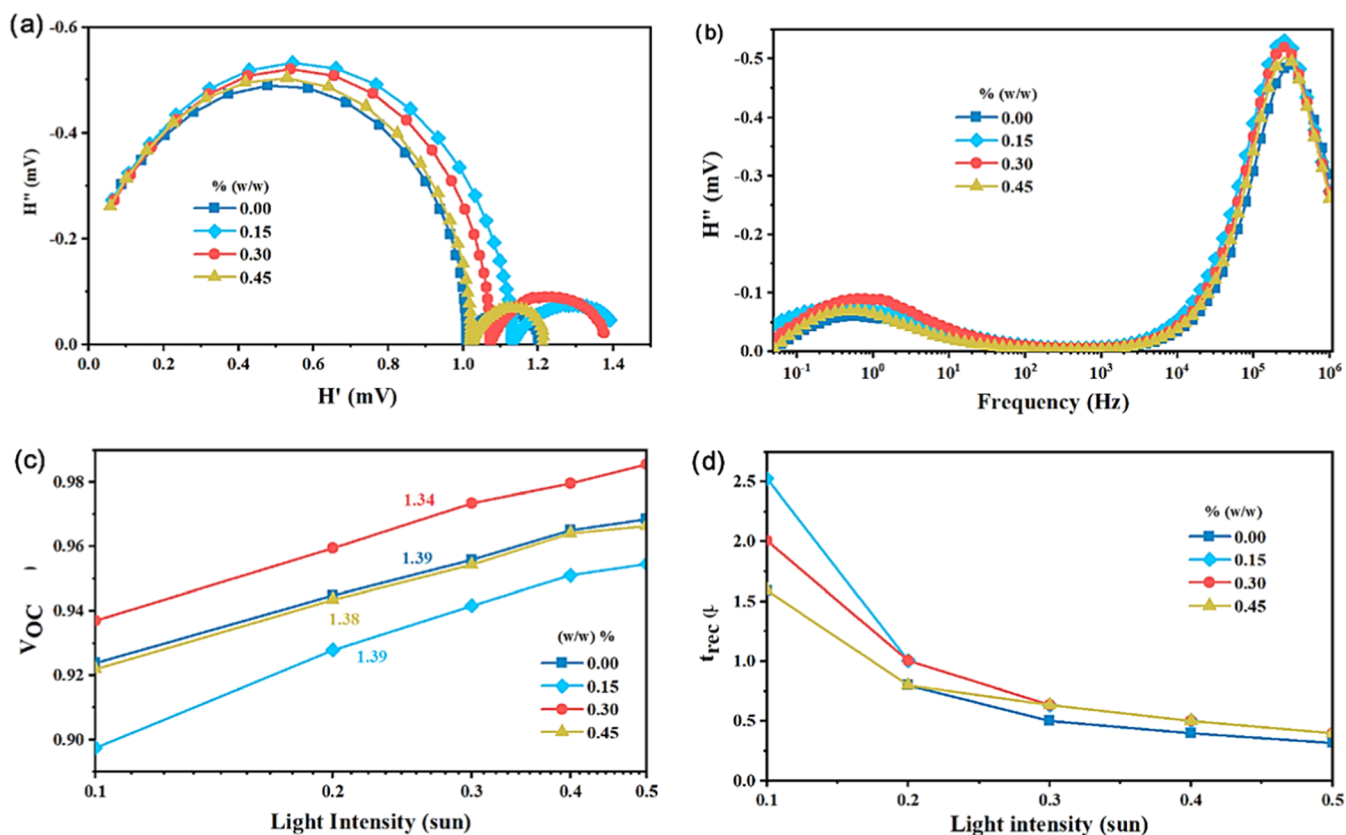 (a)
-0.6
-0.4
-0.2
0.0
H'' (mV)
% (w/w)
0.00
0.15
0.30
0.45
0.0 0.2 0.4 0.6 0.8 1.0 1.2 1.4
H' (mV)
(b)
-0.5
-0.4
-0.3
-0.2
-0.1
0.0
H'' (mV)
% (w/w)
0.00
0.15
0.30
0.45
10-1 100 101 102 103 104 105 106
Frequency (Hz)
(c)
0.98
0.96
0.94
0.92
0.90
VOC )
1.34
1.39
1.38
1.39
(w/w) %
0.00
0.15
0.30
0.45
0.1 0.2 0.3 0.4 0.5
Light Intensity (sun)
(d)
2.5
2.0
1.5
1.0
0.5
0.0
trec (
% (w/w)
0.00
0.15
0.30
0.45
0.1 0.2 0.3 0.4 0.5
Light intensity (sun)